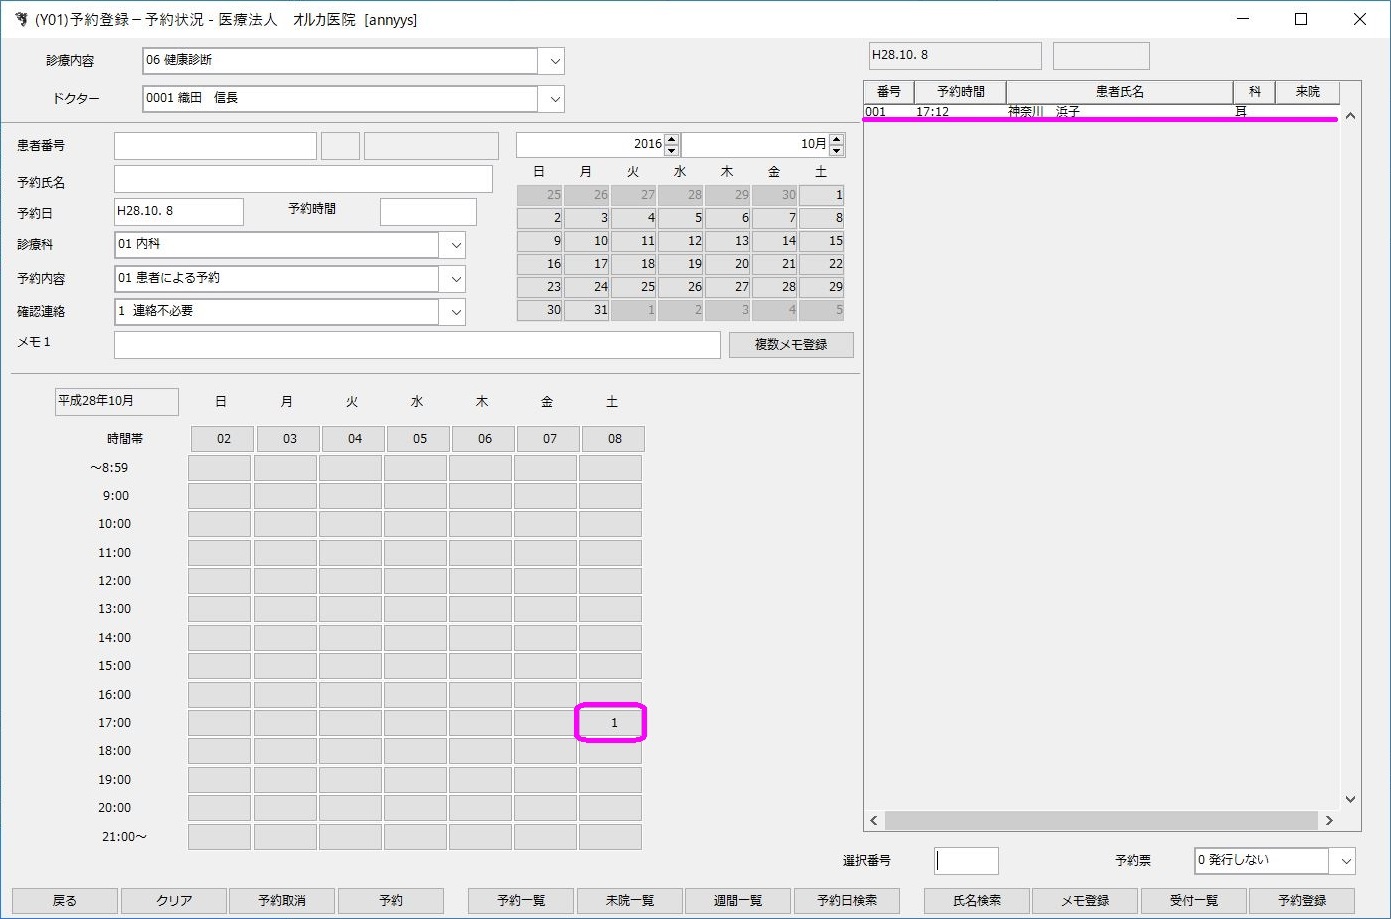 (Y01)予約登録－予約状況 - 医療法人　オルカ医院 [annyys]
診療内容 06 健康診断
ドクター 0001 織田　信長
患者番号
予約氏名
予約日 H28.10. 8 予約時間
診療科 01 内科
予約内容 01 患者による予約
確認連絡 1 連絡不必要
メモ１ 複数メモ登録
2016 10月
日 月 火 水 木 金 土
25 26 27 28 29 30 1
2 3 4 5 6 7 8
9 10 11 12 13 14 15
16 17 18 19 20 21 22
23 24 25 26 27 28 29
30 31 1 2 3 4 5
平成28年10月 日 月 火 水 木 金 土
時間帯 02 03 04 05 06 07 08
～8:59
9:00
10:00
11:00
12:00
13:00
14:00
15:00
16:00
17:00 1
18:00
19:00
20:00
21:00～
H28.10. 8
番号 予約時間 患者氏名 科 来院
001 17:12 神奈川　浜子 耳
選択番号 予約票 0 発行しない
戻る クリア 予約取消 予約 予約一覧 未院一覧 週間一覧 予約日検索 氏名検索 メモ登録 受付一覧 予約登録